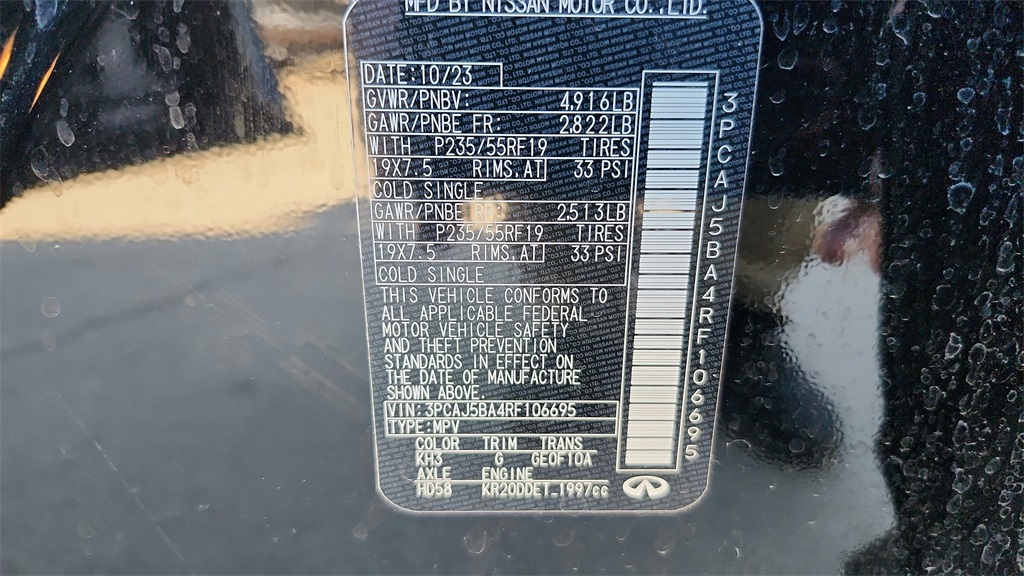 MFD BY NISSAN MOTOR CO., LTD.
DATE:10/23
GVWR/PNBV: 4,916LB
GAWR/PNBE FR: 2,822LB
WITH P235/55RF19 TIRES
19X7.5 RIMS.AT 33 PSI
COLD SINGLE
GAWR/PNBE RR: 2,513LB
WITH P235/55RF19 TIRES
19X7.5 RIMS.AT 33 PSI
COLD SINGLE
THIS VEHICLE CONFORMS TO
ALL APPLICABLE FEDERAL
MOTOR VEHICLE SAFETY
AND THEFT PREVENTION
STANDARDS IN EFFECT ON
THE DATE OF MANUFACTURE
SHOWN ABOVE.
VIN: 3PCAJ5BA4RF106695
TYPE:MPV
COLOR TRIM TRANS
KH3 G GE0F10A
AXLE ENGINE
HD58 KR20DDET 1997cc
3PCAJ5BA4RF106695